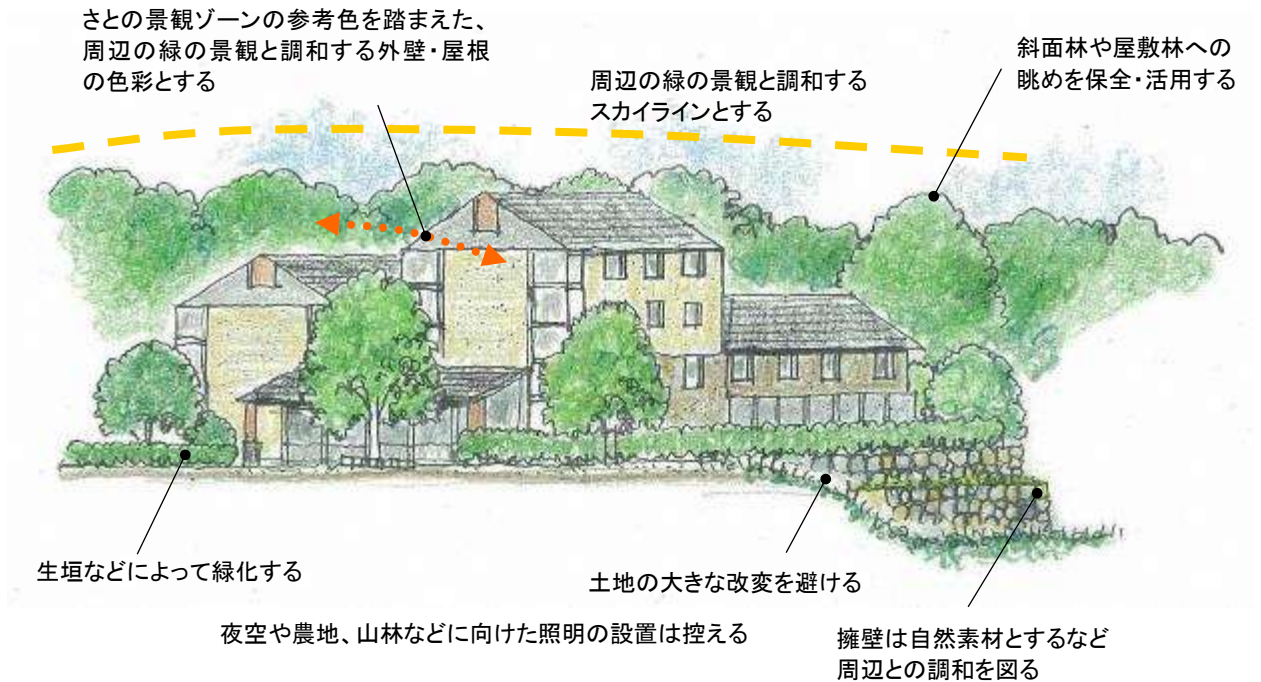 さとの景観ゾーンの参考色を踏まえた、
周辺の緑の景観と調和する外壁・屋根
の色彩とする
周辺の緑の景観と調和する
スカイラインとする
斜面林や屋敷林への
眺めを保全・活用する
生垣などによって緑化する
土地の大きな改変を避ける
夜空や農地、山林などに向けた照明の設置は控える
擁壁は自然素材とするなど
周辺との調和を図る